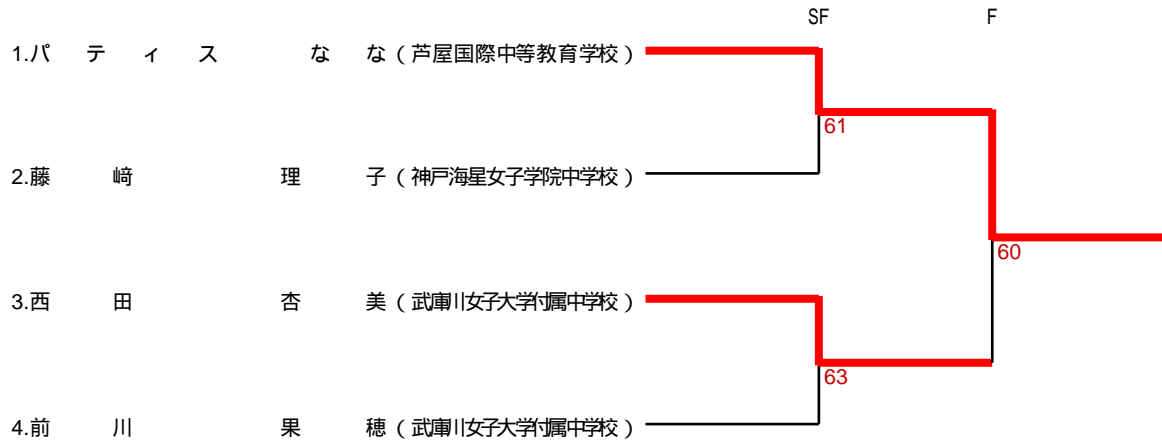 SF F
1.パティス なな(芦屋国際中等教育学校)
61
2.藤﨑 理子(神戸海星女子学院中学校)
60
3.西田 杏美(武庫川女子大学付属中学校)
63
4.前川 果穂(武庫川女子大学付属中学校)